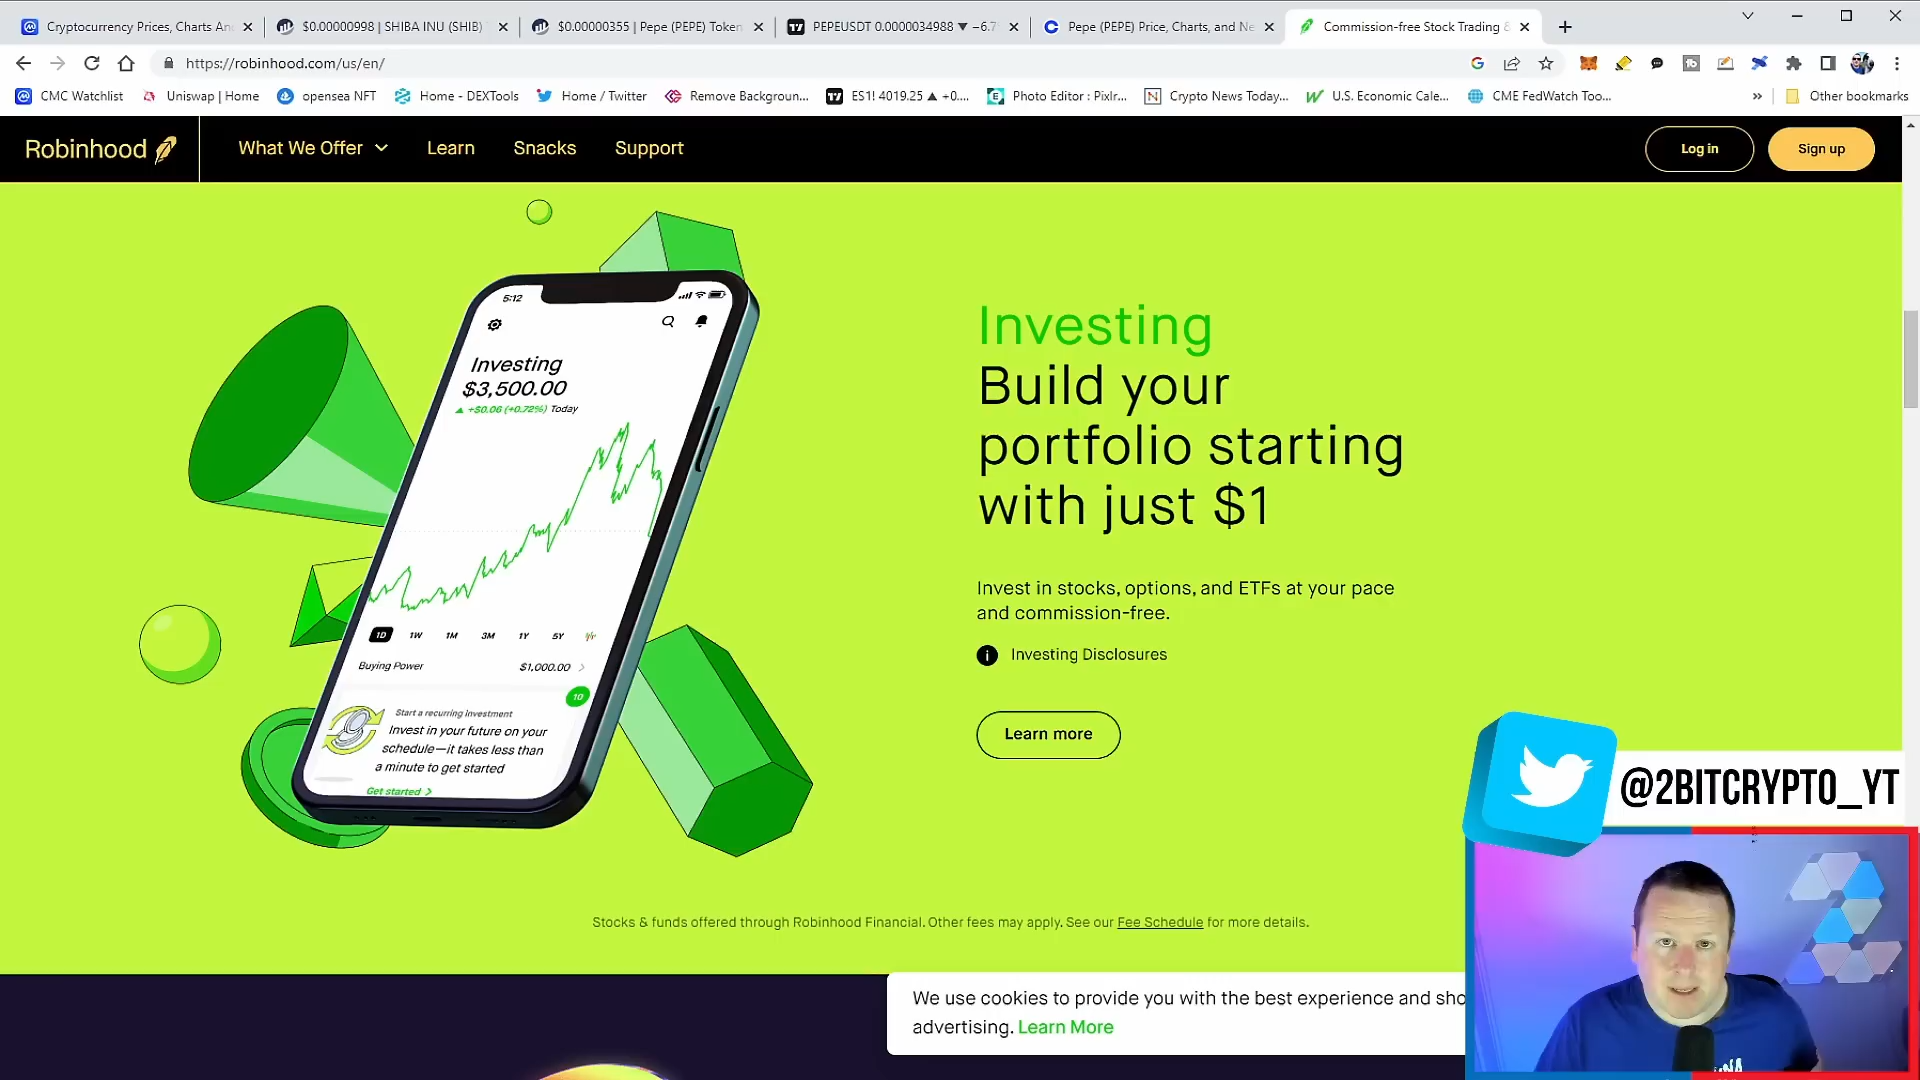 Cryptocurrency Prices, Charts An
$0.00000998 | SHIBA INU (SHIB)
$0.00000355 | Pepe (PEPE) Token
PEPEUSDT 0.0000034988 ▼ −6.7
Pepe (PEPE) Price, Charts, and Ne
Commission-free Stock Trading &
https://robinhood.com/us/en/
CMC Watchlist
Uniswap | Home
opensea NFT
Home - DEXTools
Home / Twitter
Remove Backgroun...
ES1! 4019.25 ▲ +0....
Photo Editor : Pixlr...
Crypto News Today...
U.S. Economic Cale...
CME FedWatch Too...
»
Other bookmarks
Robinhood
What We Offer
Learn
Snacks
Support
Log in
Sign up
5:12
Investing
$3,500.00
▲ +$0.06 (+0.72%) Today
1D 1W 1M 3M 1Y 5Y
Buying Power $1,000.00
1D
Start a recurring investment
Invest in your future on your
schedule—it takes less than
a minute to get started
Get started
Investing
Build your
portfolio starting
with just $1
Invest in stocks, options, and ETFs at your pace
and commission-free.
Investing Disclosures
Learn more
Stocks & funds offered through Robinhood Financial. Other fees may apply. See our Fee Schedule for more details.
@2BITCRYPTO_YT
We use cookies to provide you with the best experience and sho
advertising. Learn More